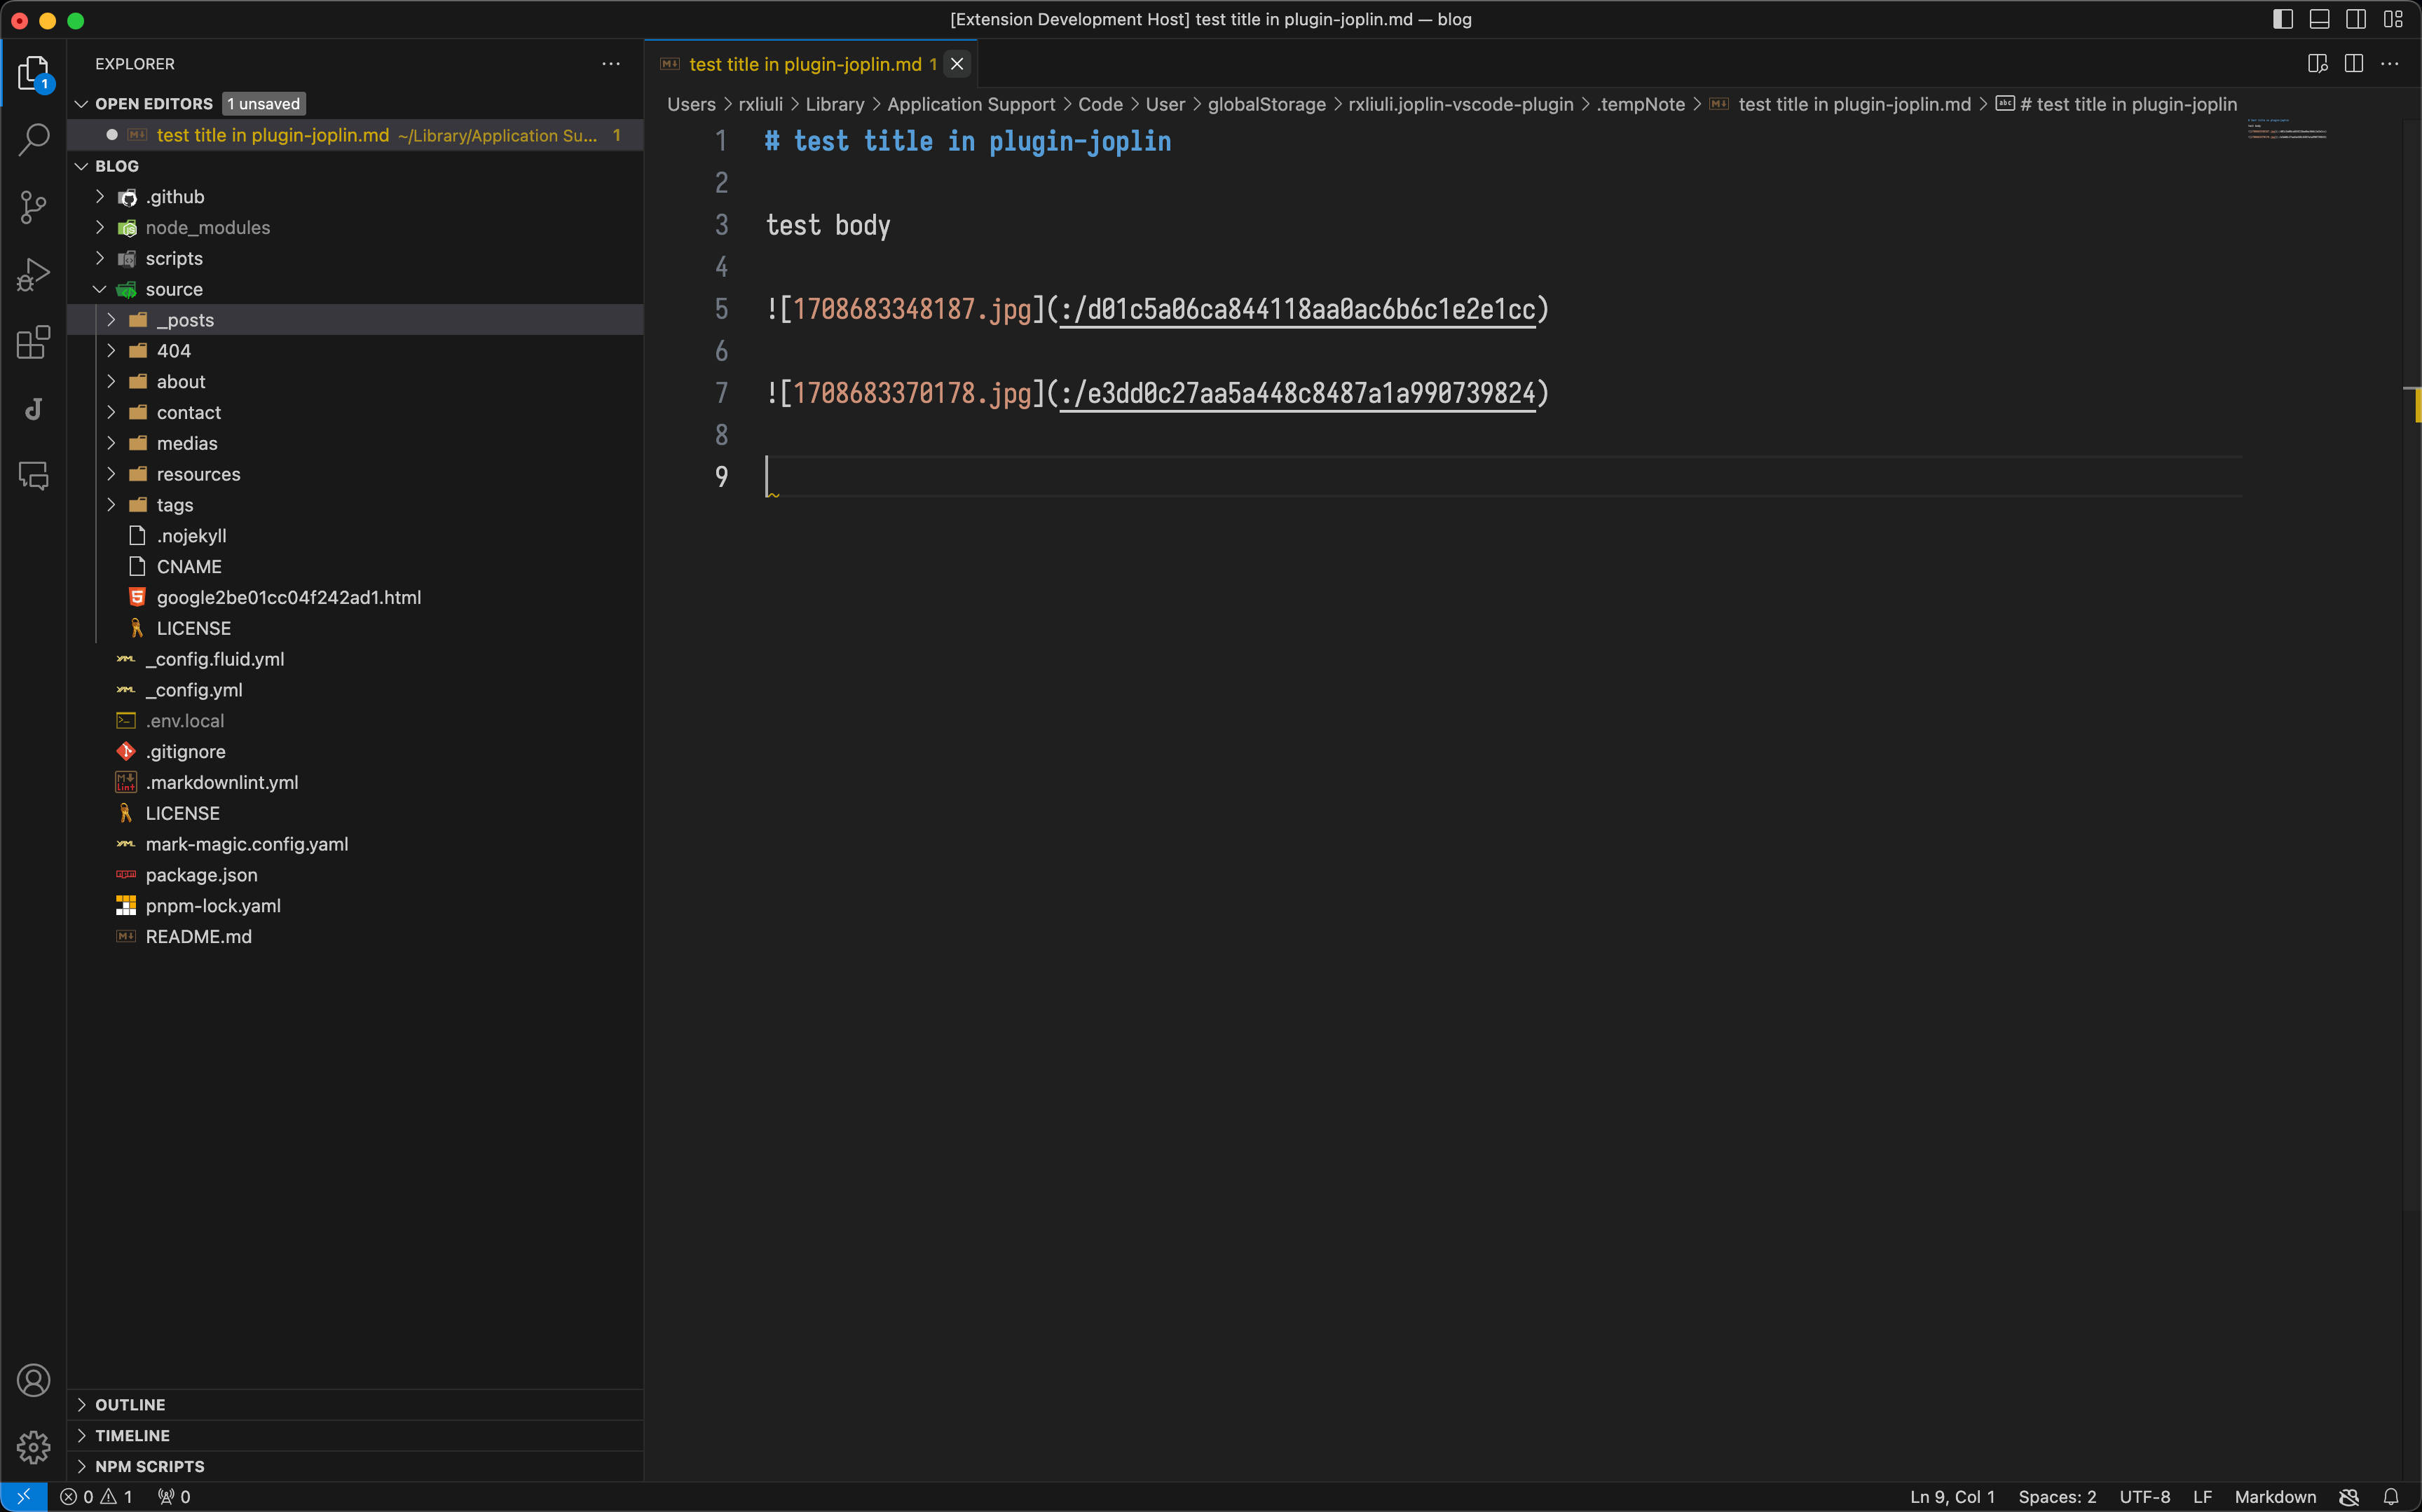 [Extension Development Host] test title in plugin-joplin.md — blog
EXPLORER
OPEN EDITORS 1 unsaved
test title in plugin-joplin.md ~/Library/Application Su... 1
BLOG
.github
node_modules
scripts
source
_posts
404
about
contact
medias
resources
tags
.nojekyll
CNAME
google2be01cc04f242ad1.html
LICENSE
_config.fluid.yml
_config.yml
.env.local
.gitignore
.markdownlint.yml
LICENSE
mark-magic.config.yaml
package.json
pnpm-lock.yaml
README.md
OUTLINE
TIMELINE
NPM SCRIPTS
1
test title in plugin-joplin.md 1
Users > rxliuli > Library > Application Support > Code > User > globalStorage > rxliuli.joplin-vscode-plugin > .tempNote > test title in plugin-joplin.md > # test title in plugin-joplin
1 # test title in plugin-joplin
2
3 test body
4
5 ![1708683348187.jpg](:/d01c5a06ca844118aa0ac6b6c1e2e1cc)
6
7 ![1708683370178.jpg](:/e3dd0c27aa5a448c8487a1a990739824)
8
9
0 1 0
Ln 9, Col 1 Spaces: 2 UTF-8 LF Markdown